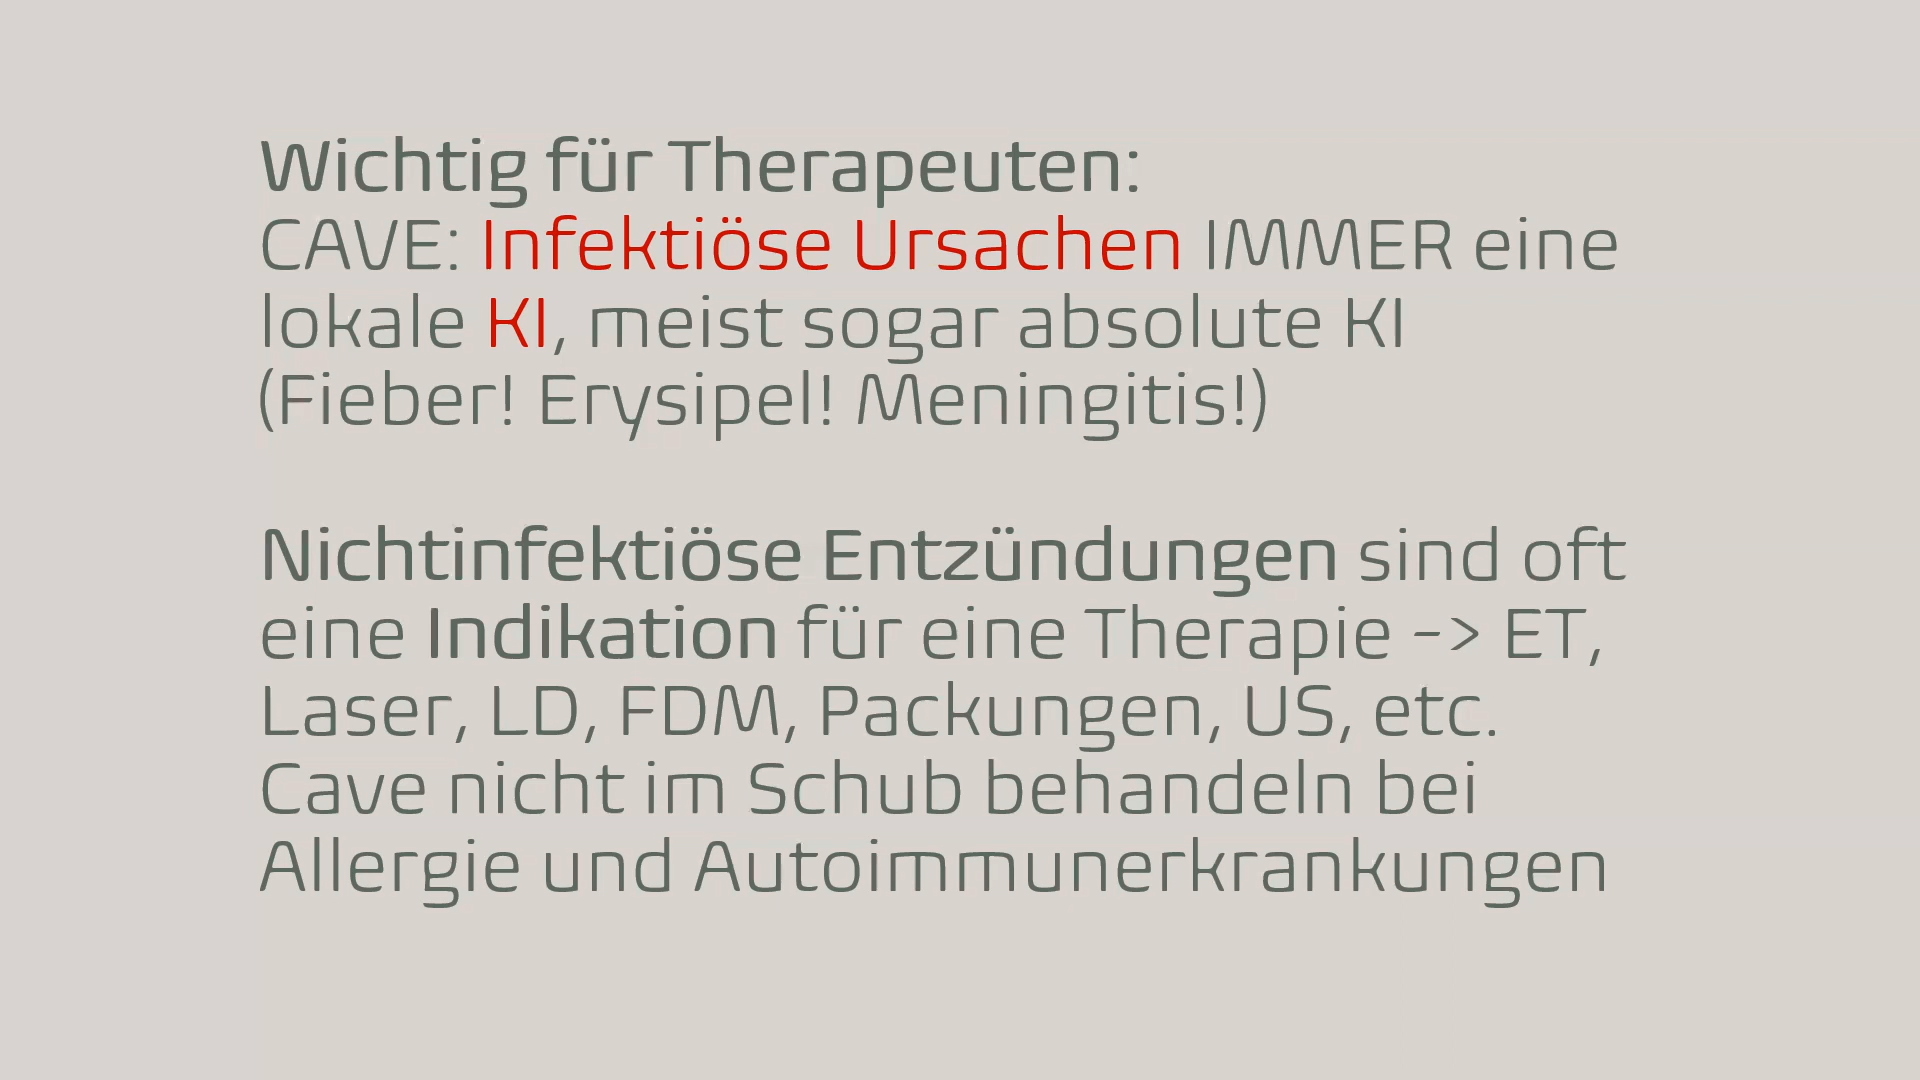 Wichtig für Therapeuten:
CAVE: Infektiöse Ursachen IMMER eine
lokale KI, meist sogar absolute KI
(Fieber! Erysipel! Meningitis!)
Nichtinfektiöse Entzündungen sind oft
eine Indikation für eine Therapie -> ET,
Laser, LD, FDM, Packungen, US, etc.
Cave nicht im Schub behandeln bei
Allergie und Autoimmunerkrankungen